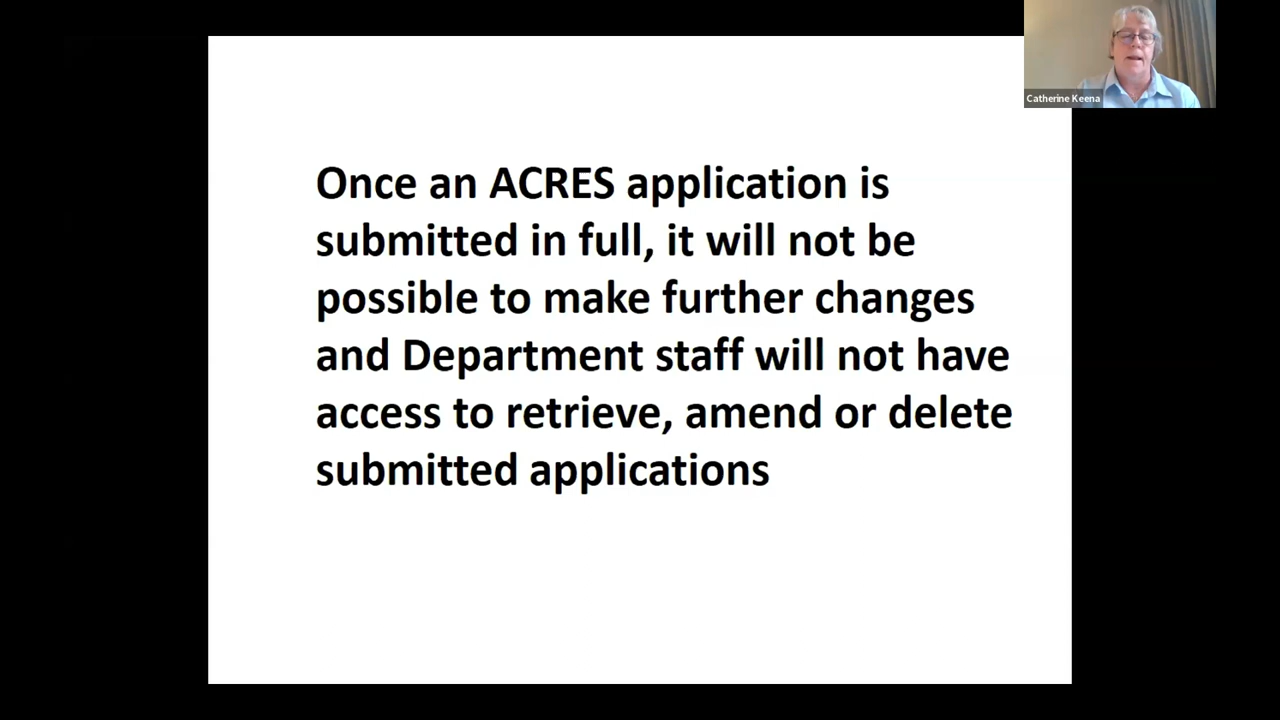 Catherine Keena
Once an ACRES application is
submitted in full, it will not be
possible to make further changes
and Department staff will not have
access to retrieve, amend or delete
submitted applications